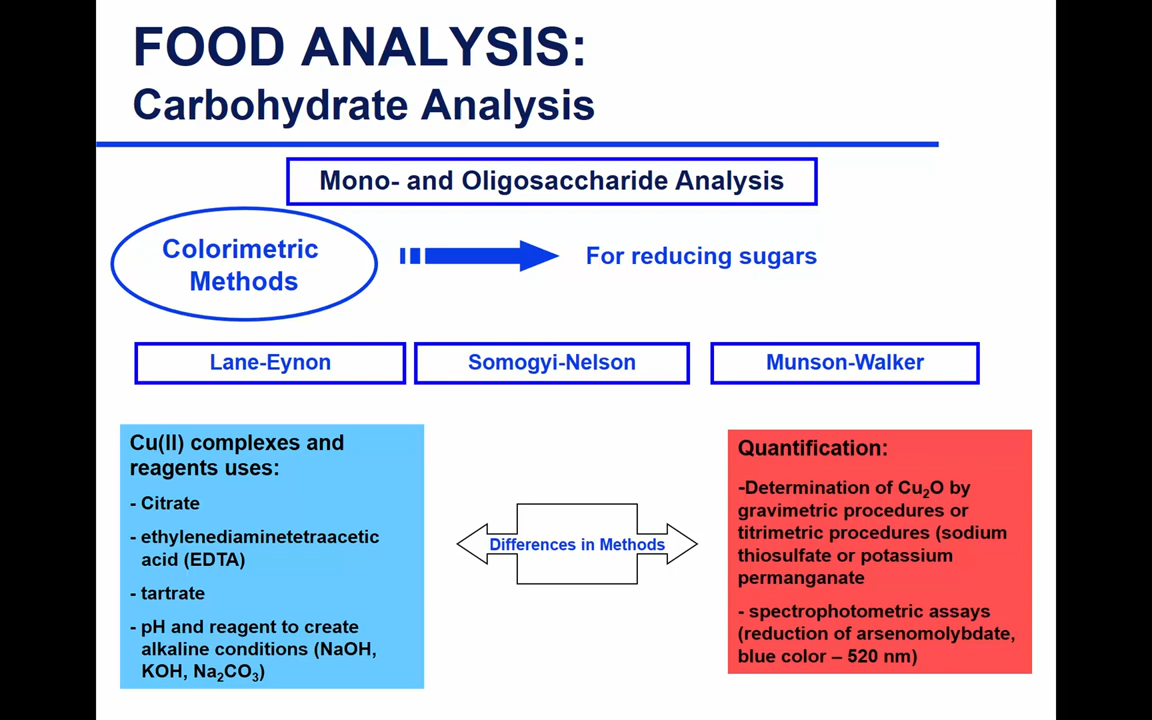 FOOD ANALYSIS:
Carbohydrate Analysis
Mono- and Oligosaccharide Analysis
Colorimetric
Methods
For reducing sugars
Lane-Eynon
Somogyi-Nelson
Munson-Walker
Cu(II) complexes and
reagents uses:
- Citrate
- ethylenediaminetetraacetic
acid (EDTA)
- tartrate
- pH and reagent to create
alkaline conditions (NaOH,
KOH, Na₂CO₃)
Differences in Methods
Quantification:
-Determination of Cu₂O by
gravimetric procedures or
titrimetric procedures (sodium
thiosulfate or potassium
permanganate
- spectrophotometric assays
(reduction of arsenomolybdate,
blue color – 520 nm)